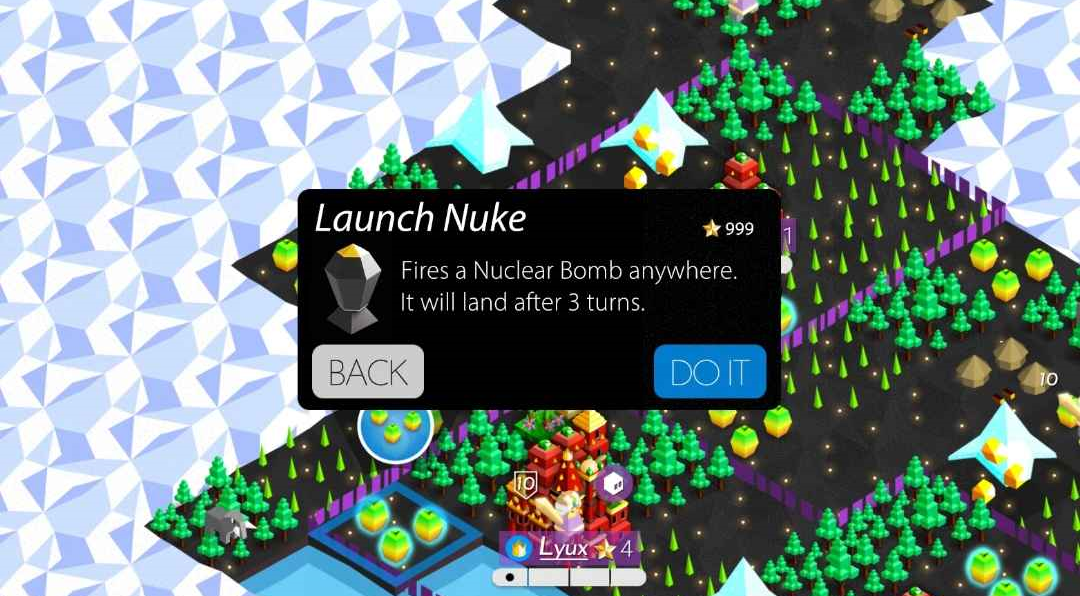 Launch Nuke
999
1
Fires a Nuclear Bomb anywhere.
It will land after 3 turns.
BACK
DO IT
10
10
Lyux 4